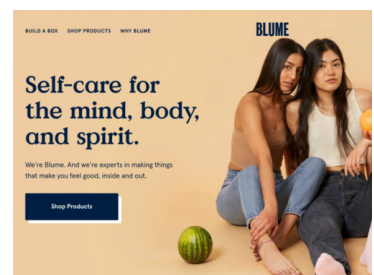 BUILD A BOX SHOP PRODUCTS WHY BLUME
BLUME
Self-care for
the mind, body,
and spirit.
We're Blume. And we're experts in making things
that make you feel good, inside and out.
Shop Products